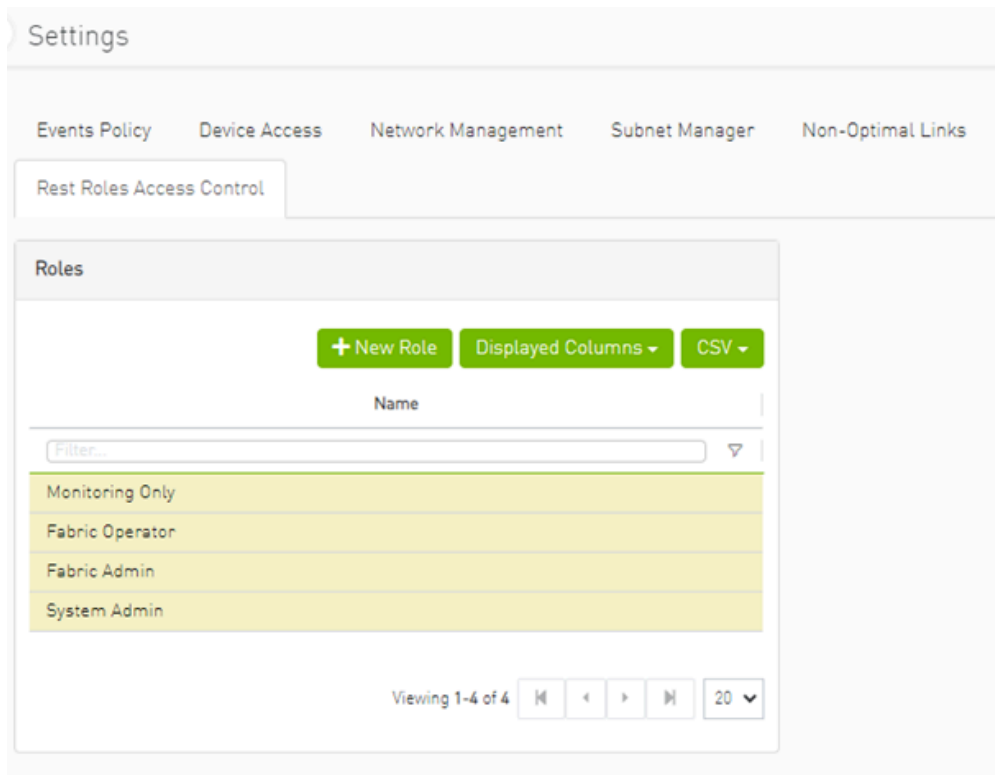 Settings
Events Policy Device Access Network Management Subnet Manager Non-Optimal Links
Rest Roles Access Control
Roles
New Role Displayed Columns CSV
Name
Filter...
Monitoring Only
Fabric Operator
Fabric Admin
System Admin
Viewing 1-4 of 4 20